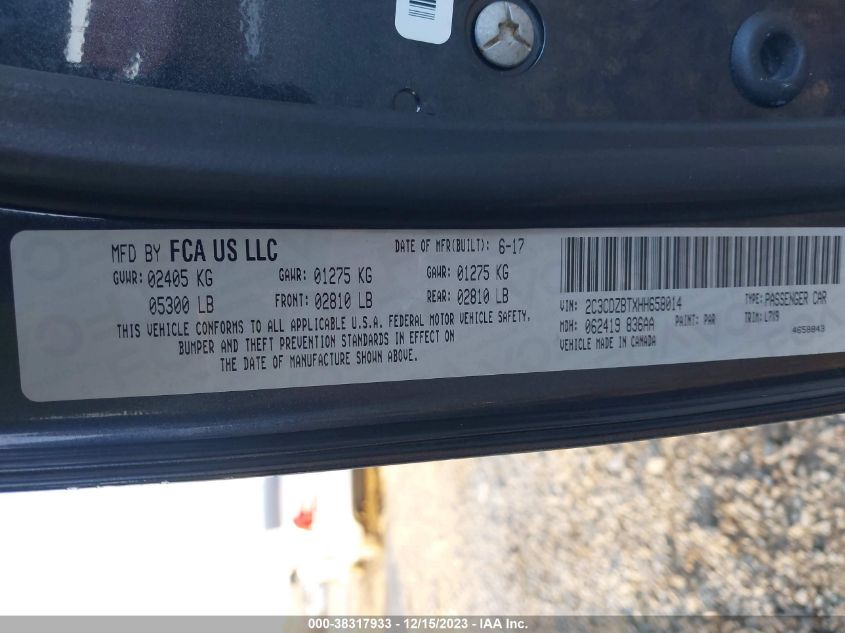 MFD BY FCA US LLC DATE OF MFR(BUILT): 6-17
GVWR: 02405 KG GAWR: 01275 KG GAWR: 01275 KG
05300 LB FRONT: 02810 LB REAR: 02810 LB
THIS VEHICLE CONFORMS TO ALL APPLICABLE U.S.A. FEDERAL MOTOR VEHICLE SAFETY,
BUMPER AND THEFT PREVENTION STANDARDS IN EFFECT ON
THE DATE OF MANUFACTURE SHOWN ABOVE.
VIN: 2C3CDZBTXHH658014 TYPE: PASSENGER CAR
MDH: 062419 836AA PAINT: PAR TRIM: L7X9
VEHICLE MADE IN CANADA 4658843
000-38317933 - 12/15/2023 - IAA Inc.